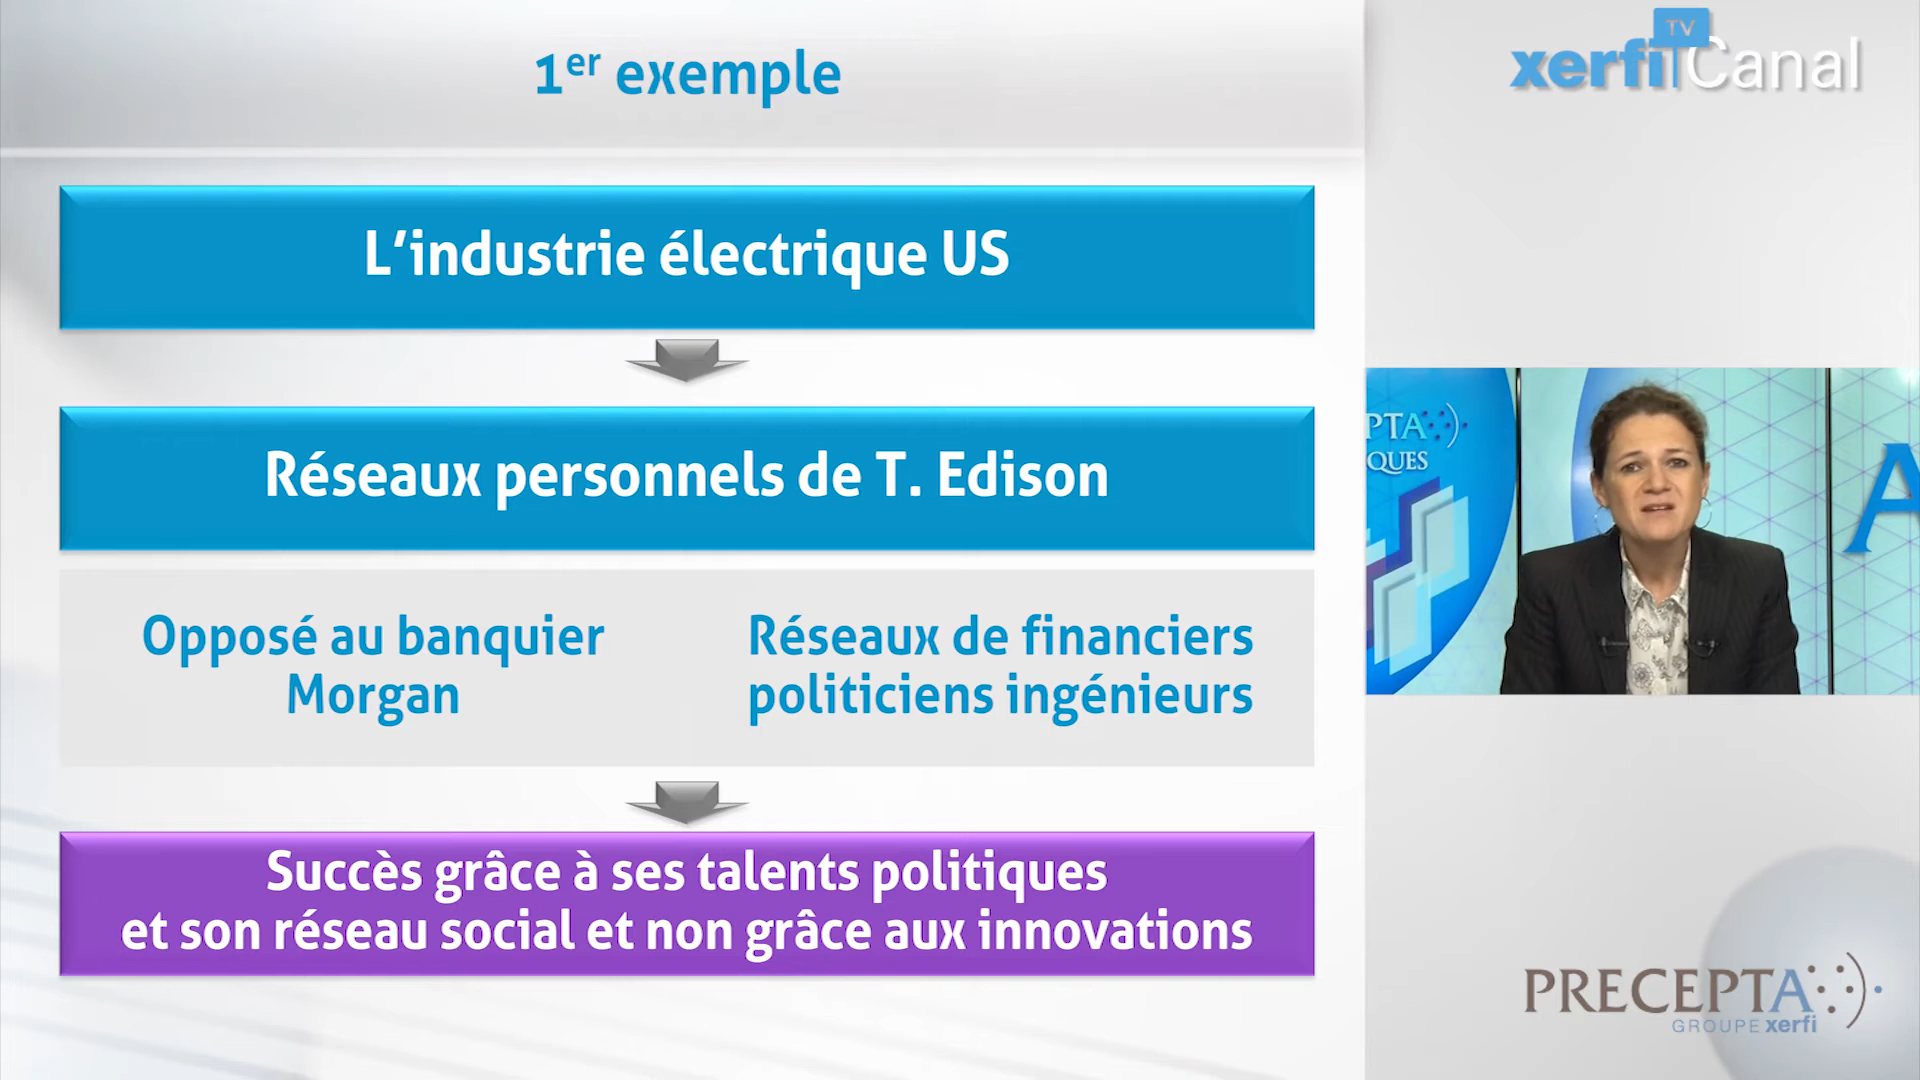 1er exemple
xerfi TV Canal
L'industrie électrique US
Réseaux personnels de T. Edison
Opposé au banquier
Morgan
Réseaux de financiers
politiciens ingénieurs
Succès grâce à ses talents politiques
et son réseau social et non grâce aux innovations
PTA
QUES
A
PRECEPTA
GROUPE xerfi